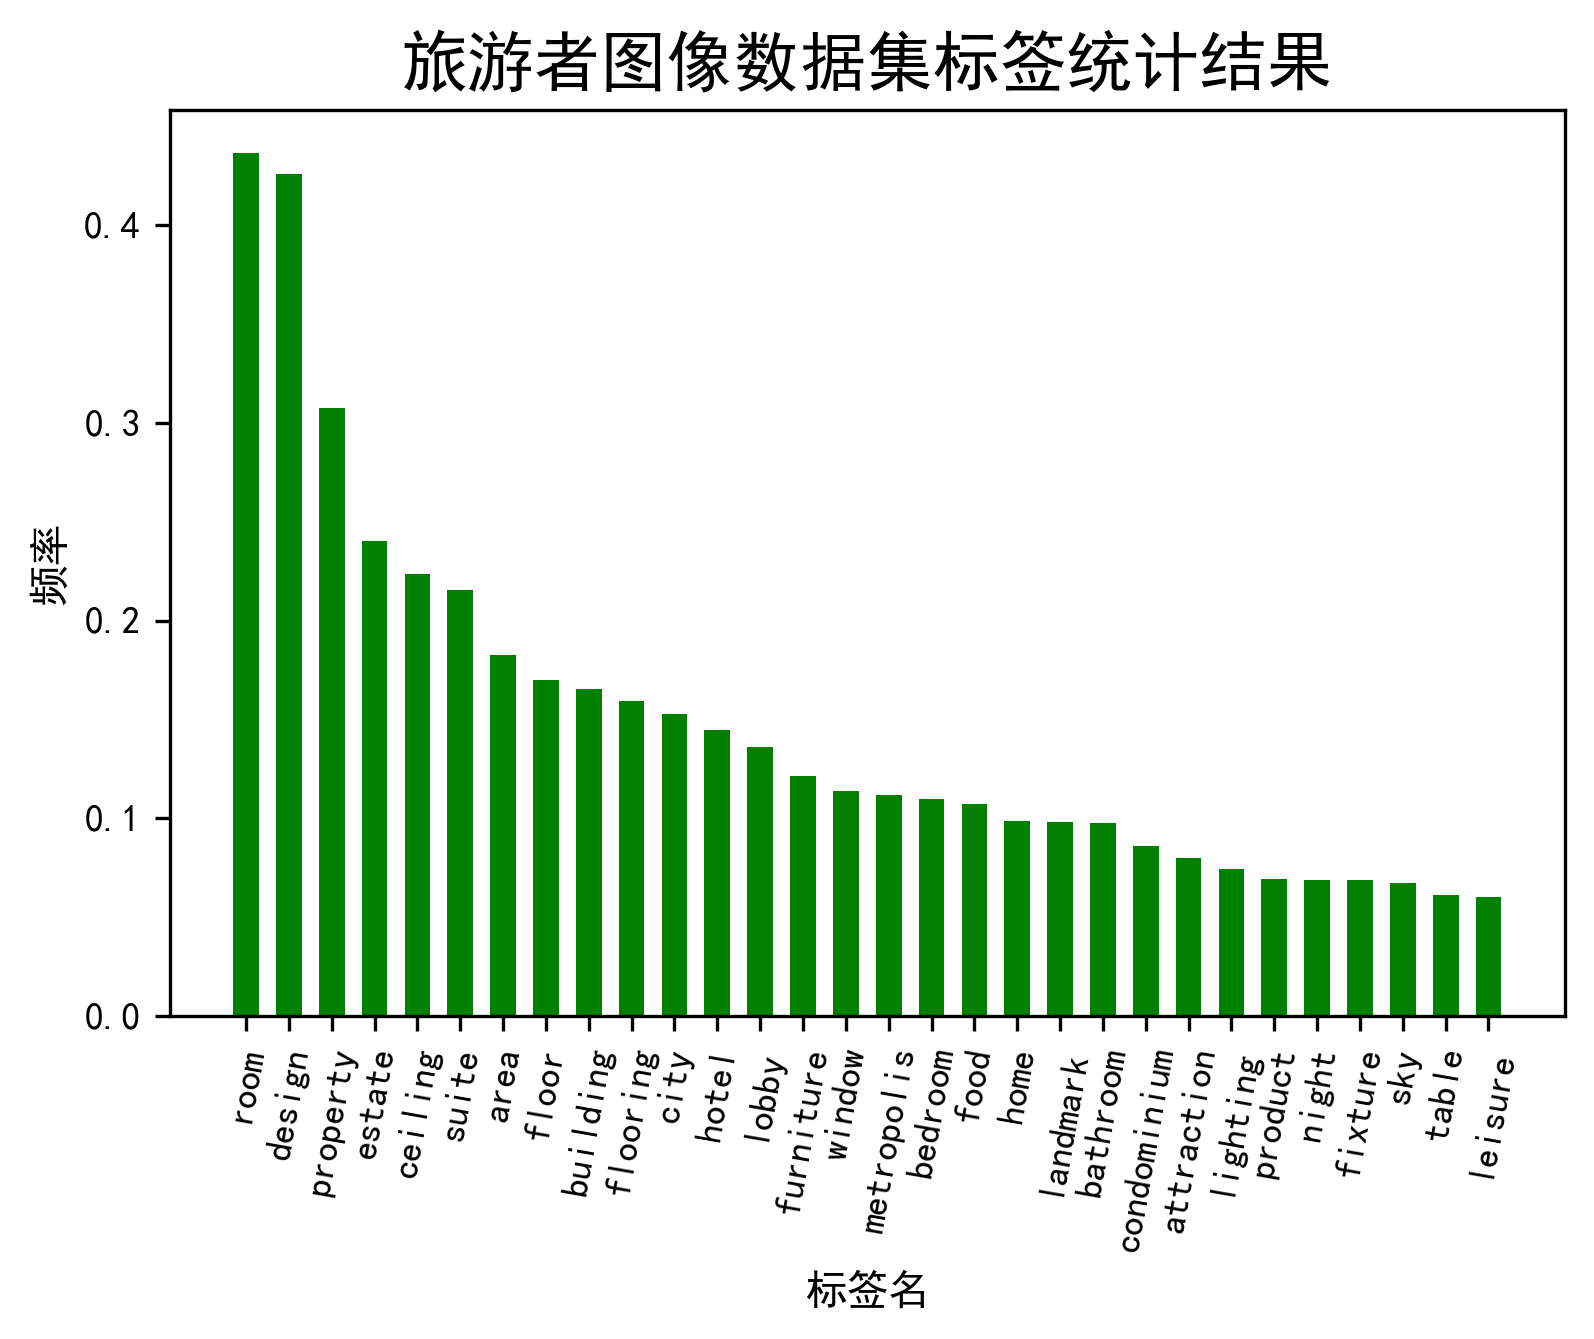 旅游者图像数据集标签统计结果
频率
0.4
0.3
0.2
0.1
0.0
room
design
property
estate
ceiling
suite
area
floor
building
flooring
city
hotel
lobby
furniture
window
metropolis
bedroom
food
home
landmark
bathroom
condominium
attraction
lighting
product
night
fixture
sky
table
leisure
标签名